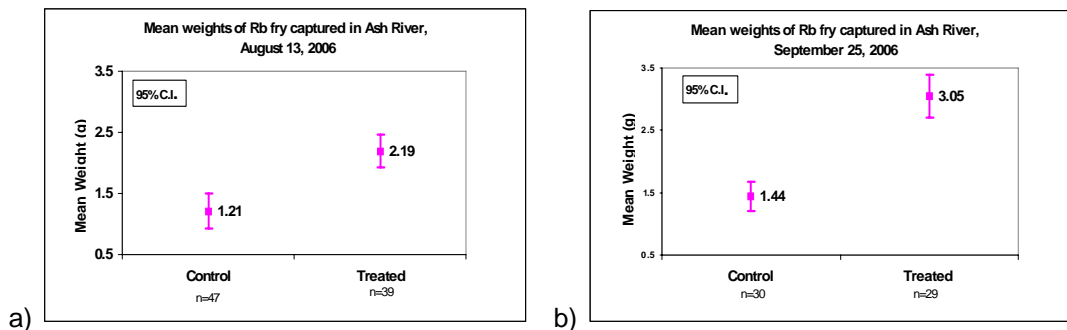 Mean weights of Rb fry captured in Ash River,
August 13, 2006
3.5
95% C.I.
2.5
2.19
Mean Weight (g)
1.5
1.21
0.5
Control
Treated
n=47
n=39
a)
Mean weights of Rb fry captured in Ash River,
September 25, 2006
3.5
95% C.I.
3.05
2.5
Mean Weight (g)
1.5
1.44
0.5
Control
Treated
n=30
n=29
b)